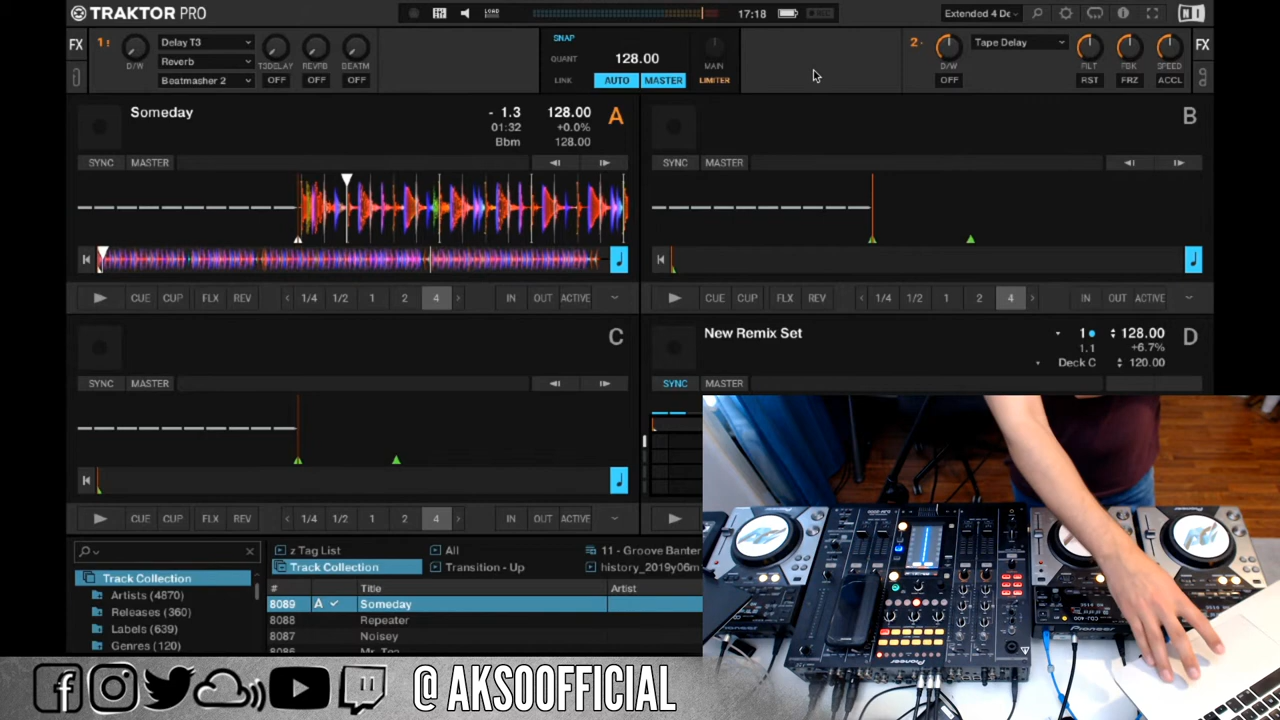 TRAKTOR PRO
LOAD
17:18
REC
Extended 4 De
FX
1
D/W
Delay T3
Reverb
Beatmasher 2
T3DELAY
REVRB
BEATM
OFF
OFF
OFF
SNAP
QUANT
128.00
LINK
AUTO
MASTER
MAIN
LIMITER
2
D/W
OFF
Tape Delay
FILT
FBK
SPEED
RST
FRZ
ACCL
FX
Someday
- 1.3
128.00
A
01:32
+0.0%
Bbm
128.00
SYNC
MASTER
CUE
CUP
FLX
REV
1/4
1/2
1
2
4
IN
OUT
ACTIVE
B
SYNC
MASTER
CUE
CUP
FLX
REV
1/4
1/2
1
2
4
IN
OUT
ACTIVE
C
SYNC
MASTER
CUE
CUP
FLX
REV
1/4
1/2
1
2
4
IN
OUT
ACTIVE
New Remix Set
1
128.00
D
1.1
+6.7%
Deck C
120.00
SYNC
MASTER
z Tag List
All
11 - Groove Banter
Track Collection
Transition - Up
history_2019y06m
Track Collection
Artists (4870)
Releases (360)
Labels (639)
Genres (120)
#
Title
Artist
8089
A
Someday
8088
Repeater
8087
Noisey
@AKSOOFFICIAL